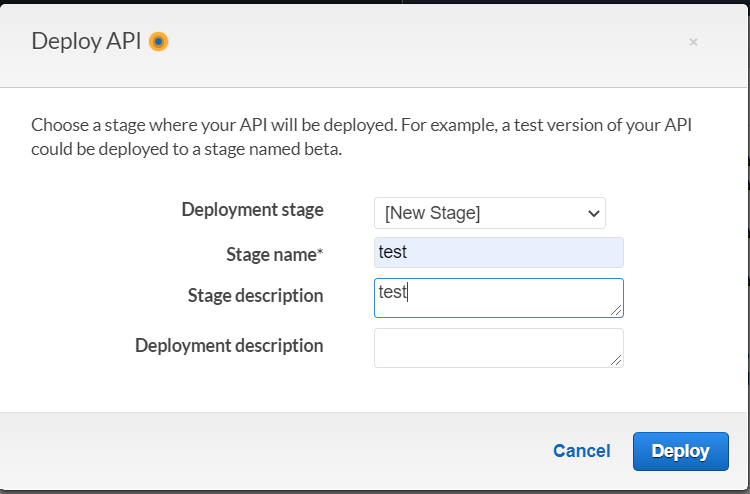 Deploy API
×
Choose a stage where your API will be deployed. For example, a test version of your API
could be deployed to a stage named beta.
Deployment stage [New Stage]
Stage name* test
Stage description test
Deployment description
Cancel Deploy